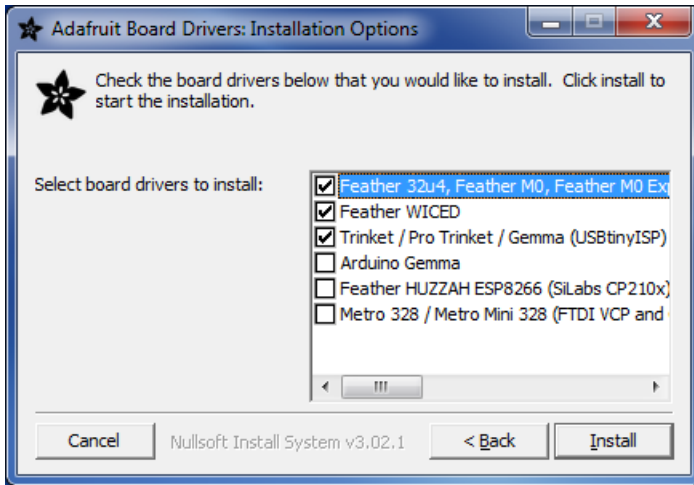 Adafruit Board Drivers: Installation Options
Check the board drivers below that you would like to install. Click install to
start the installation.
Select board drivers to install:
Feather 32u4, Feather M0, Feather M0
Feather WICED
Trinket / Pro Trinket / Gemma (USBtinyISP)
Arduino Gemma
Feather HUZZAH ESP8266 (SiLabs CP210x)
Metro 328 / Metro Mini 328 (FTDI VCP and
Cancel
Nullsoft Install System v3.02.1
< Back
Install